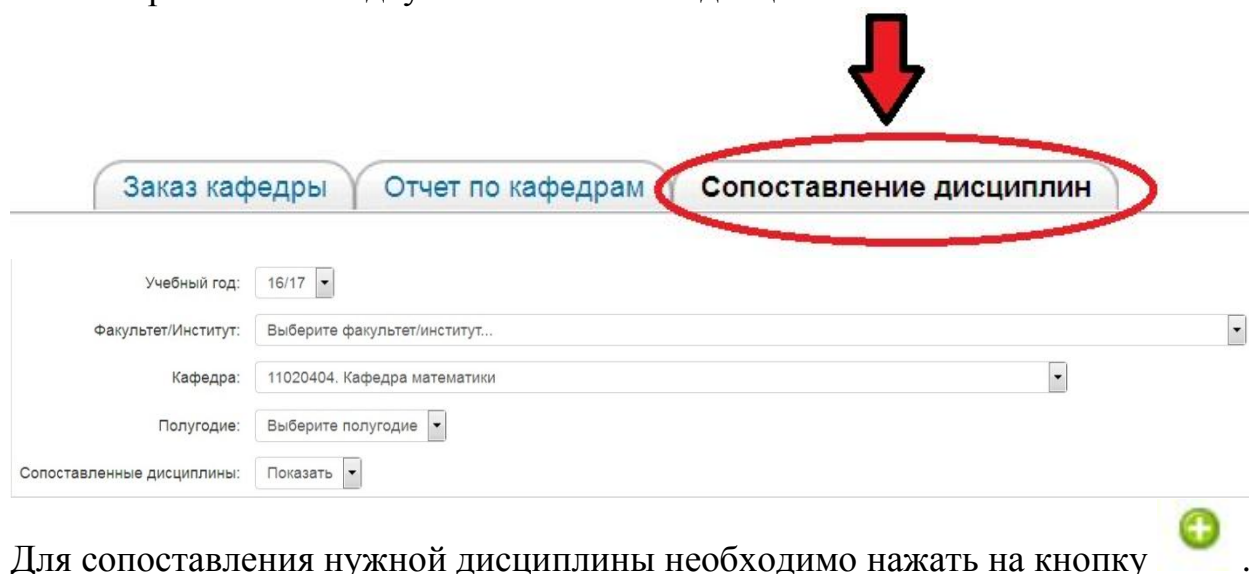 Заказ кафедры Отчет по кафедрам Сопоставление дисциплин
Учебный год: 16/17
Факультет/Институт: Выберите факультет/институт...
Кафедра: 11020404. Кафедра математики
Полугодие: Выберите полугодие
Сопоставленные дисциплины: Показать
Для сопоставления нужной дисциплины необходимо нажать на кнопку .